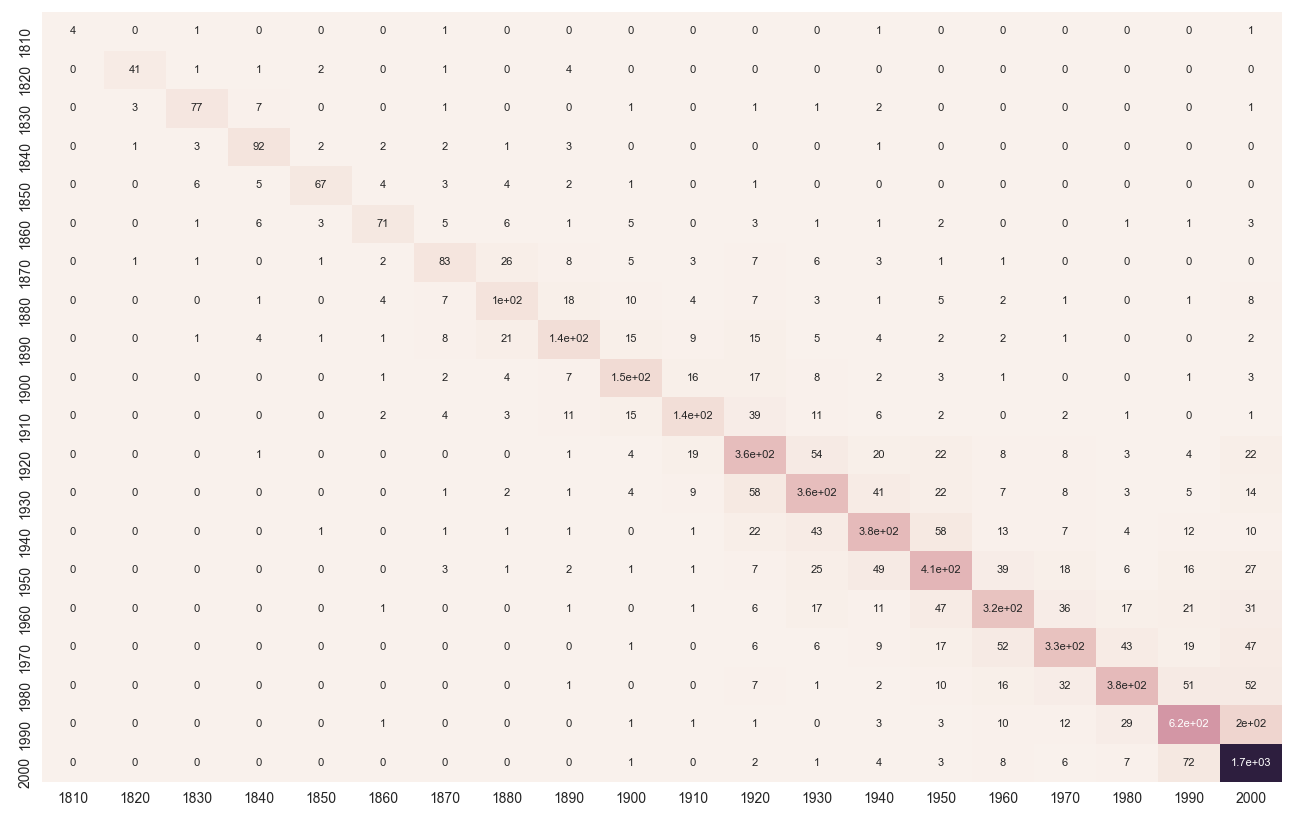 1810 4 0 1 0 0 0 1 0 0 0 0 0 0 1 0 0 0 0 0 1
1820 0 41 1 1 2 0 1 0 4 0 0 0 0 0 0 0 0 0 0 0
1830 0 3 77 7 0 0 1 0 0 1 0 1 1 2 0 0 0 0 0 1
1840 0 1 3 92 2 2 2 1 3 0 0 0 0 1 0 0 0 0 0 0
1850 0 0 6 5 67 4 3 4 2 1 0 1 0 0 0 0 0 0 0 0
1860 0 0 1 6 3 71 5 6 1 5 0 3 1 1 2 0 0 1 1 3
1870 0 1 1 0 1 2 83 26 8 5 3 7 6 3 1 1 0 0 0 0
1880 0 0 0 1 0 4 7 1e+02 18 10 4 7 3 1 5 2 1 0 1 8
1890 0 0 1 4 1 1 8 21 1.4e+02 15 9 15 5 4 2 2 1 0 0 2
1900 0 0 0 0 0 1 2 4 7 1.5e+02 16 17 8 2 3 1 0 0 1 3
1910 0 0 0 0 0 2 4 3 11 15 1.4e+02 39 11 6 2 0 2 1 0 1
1920 0 0 0 1 0 0 0 0 1 4 19 3.6e+02 54 20 22 8 8 3 4 22
1930 0 0 0 0 0 0 1 2 1 4 9 58 3.6e+02 41 22 7 8 3 5 14
1940 0 0 0 0 1 0 1 1 1 0 1 22 43 3.8e+02 58 13 7 4 12 10
1950 0 0 0 0 0 0 3 1 2 1 1 7 25 49 4.1e+02 39 18 6 16 27
1960 0 0 0 0 0 1 0 0 1 0 1 6 17 11 47 3.2e+02 36 17 21 31
1970 0 0 0 0 0 0 0 0 0 1 0 6 6 9 17 52 3.3e+02 43 19 47
1980 0 0 0 0 0 0 0 0 1 0 0 7 1 2 10 16 32 3.8e+02 51 52
1990 0 0 0 0 0 1 0 0 0 1 1 1 0 3 3 10 12 29 6.2e+02 2e+02
2000 0 0 0 0 0 0 0 0 0 1 0 2 1 4 3 8 6 7 72 1.7e+03
1810 1820 1830 1840 1850 1860 1870 1880 1890 1900 1910 1920 1930 1940 1950 1960 1970 1980 1990 2000